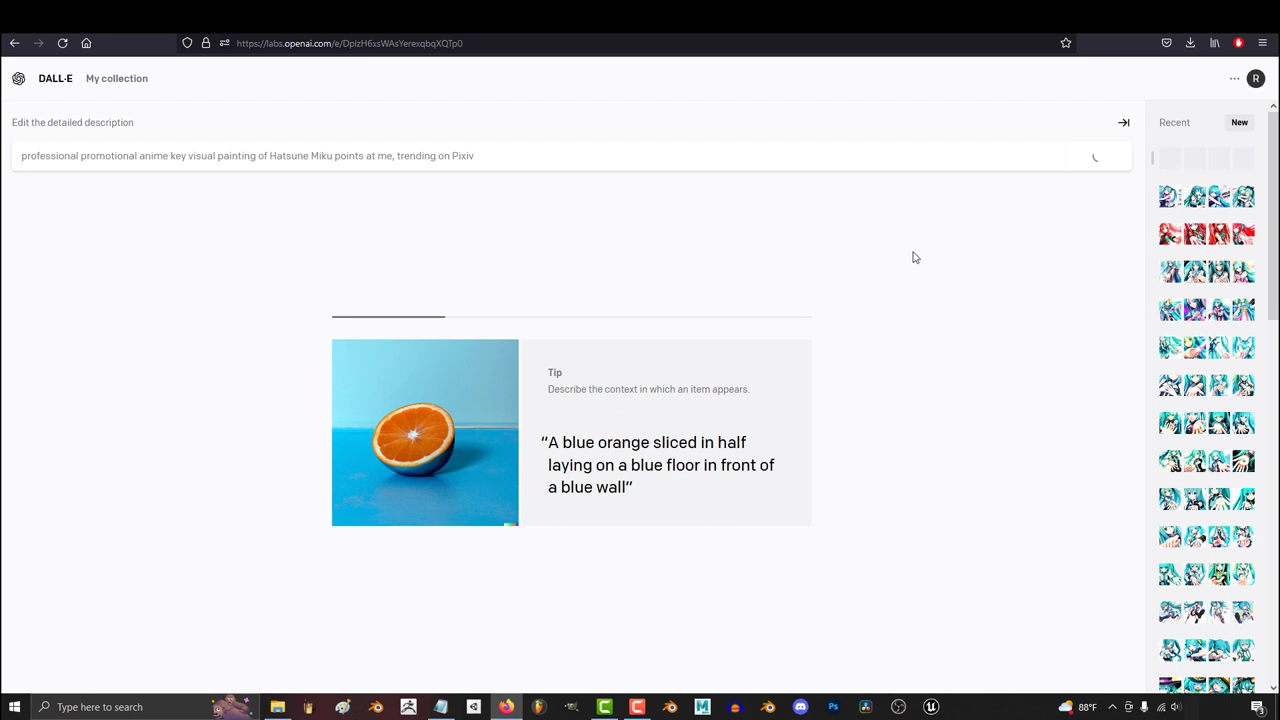 https://labs.openai.com/e/DplzH6xsWAsYerexqbqXQTp0
DALL·E My collection
R
Edit the detailed description
Recent New
professional promotional anime key visual painting of Hatsune Miku points at me, trending on Pixiv
Tip
Describe the context in which an item appears.
“A blue orange sliced in half
laying on a blue floor in front of
a blue wall”
Type here to search
88°F
3